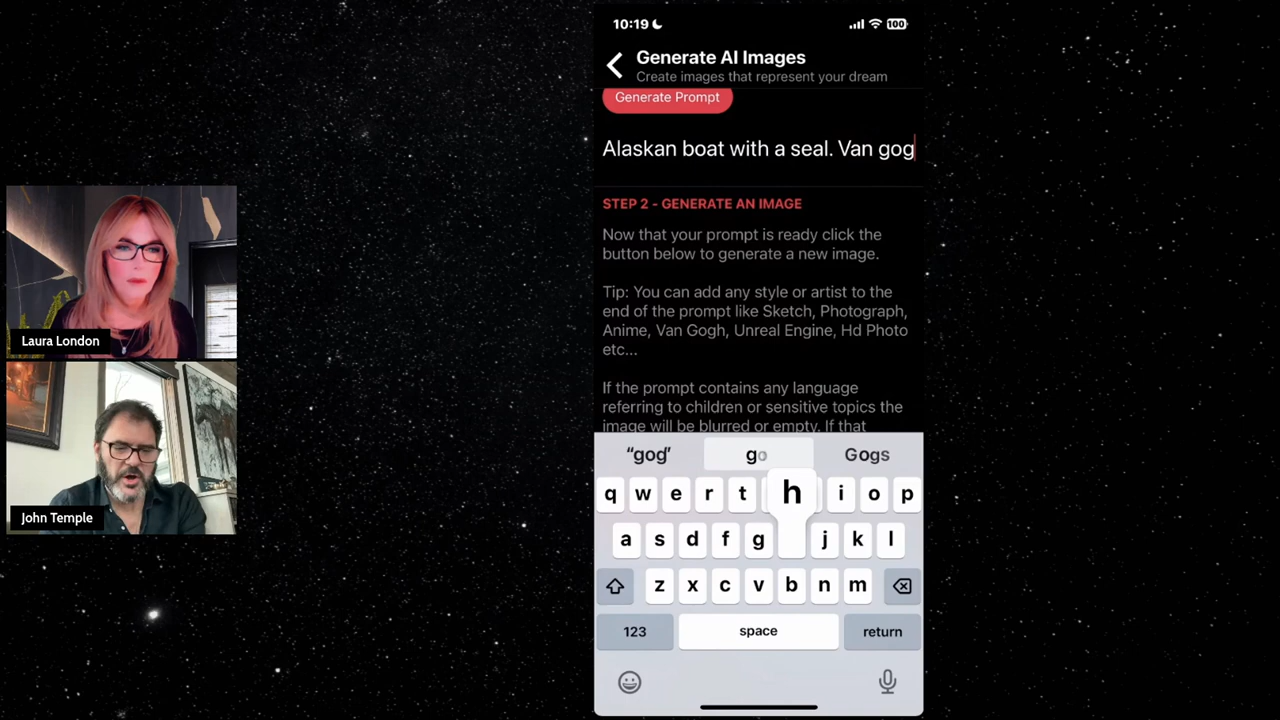 Laura London
John Temple
10:19
100
Generate AI Images
Create images that represent your dream
Generate Prompt
Alaskan boat with a seal. Van gog
STEP 2 - GENERATE AN IMAGE
Now that your prompt is ready click the
button below to generate a new image.
Tip: You can add any style or artist to the
end of the prompt like Sketch, Photograph,
Anime, Van Gogh, Unreal Engine, Hd Photo
etc...
If the prompt contains any language
referring to children or sensitive topics the
image will be blurred or empty. If that
“gog” go Gogs
q w e r t h i o p
a s d f g j k l
z x c v b n m
123 space return